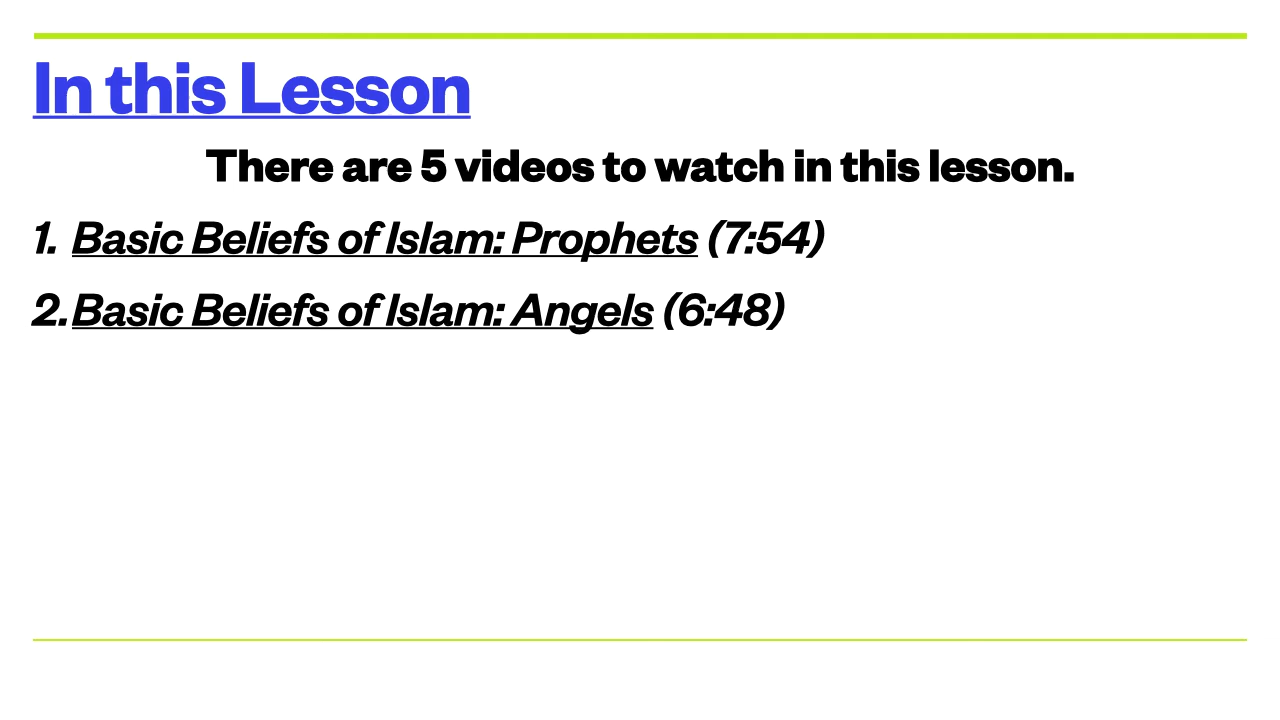 In this Lesson
There are 5 videos to watch in this lesson.
1. Basic Beliefs of Islam: Prophets (7:54)
2. Basic Beliefs of Islam: Angels (6:48)